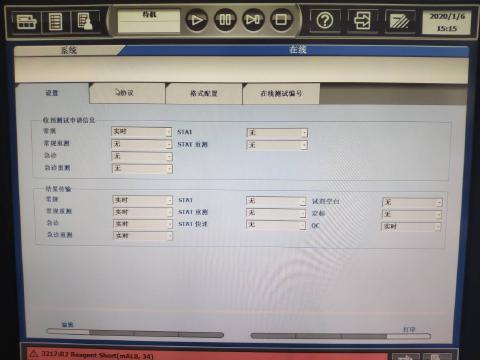 待机
2020/1/6
15:15
系统 在线
设置 协议 格式配置 在线测试编号
收到测试申请信息
常规 实时 STAT 无
常规重测 无 STAT 重测 无
急诊 无
急诊重测 无
结果传输
常规 实时 STAT 无 试剂空白 无
常规重测 实时 STAT 重测 无 定标 无
急诊 实时 STAT 快速 无 QC 实时
急诊重测 实时
编辑 打印
3217:R2 Reagent Short(mALB, 34)